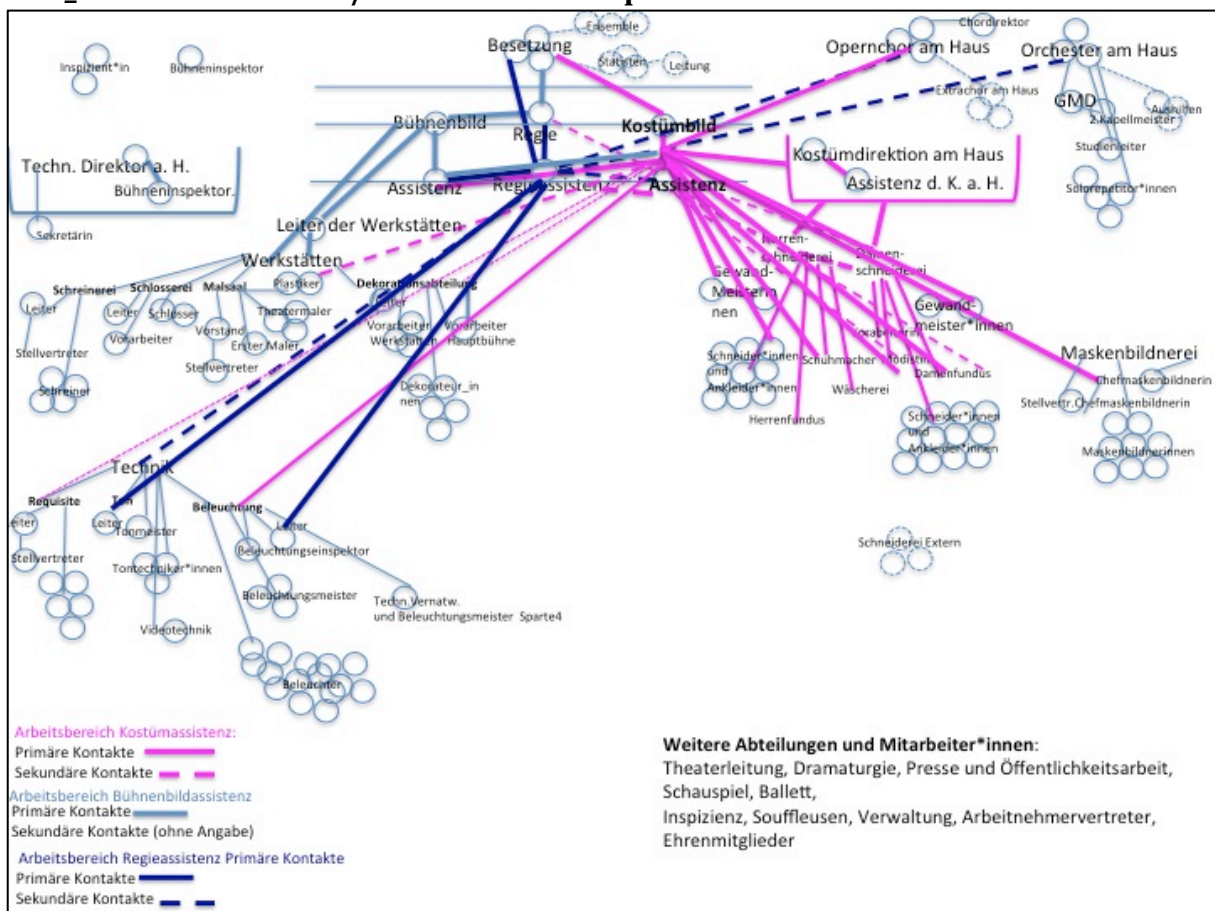 Ensemble
Besetzung
Statisten
Leitung
Chordirektor
Opernchor am Haus
Extrachor am Haus
Orchester am Haus
GMD
2.Kapellmeister
Aushilfen
Studienleiter
Solorepetitor*innen
Inspizient*in
Bühneninspektor
Techn. Direktor a. H.
Bühneninspektor.
Sekretärin
Bühnenbild
Regie
Kostümbild
Assistenz
Regieassistenz
Assistenz
Kostümdirektion am Haus
Assistenz d. K. a. H.
Leiter der Werkstätten
Werkstätten
Schreinerei
Schlosserei
Malsaal
Plastiker
Dekorationsabteilung
Leiter
Leiter
Schlosser
Theatermaler
Leiter
Vorarbeiter
Vorstand
Erster Maler
Vorarbeiter
Werkstätten
Vorarbeiter
Hauptbühne
Stellvertreter
Stellvertreter
Schreiner
Dekorateur_in
nen
Herren-
schneiderei
Damen-
schneiderei
Gewand-
Meisterin
nen
Gewand-
meister*innen
Vorarbeiterin
Schneider*innen
und
Ankleider*innen
Schuhmacher
Modistin
Damenfundus
Wäscherei
Herrenfundus
Schneider*innen
und
Ankleider*innen
Maskenbildnerei
Chefmaskenbildnerin
Stellvertr.Chefmaskenbildnerin
Maskenbildnerinnen
Schneiderei Extern
Technik
Requisite
Ton
Beleuchtung
Leiter
Leiter
Tonmeister
Leiter
Stellvertreter
Beleuchtungseinspektor
Tontechniker*innen
Beleuchtungsmeister
Techn.Vernatw.
und Beleuchtungsmeister Sparte4
Videotechnik
Beleuchter
Arbeitsbereich Kostümassistenz:
Primäre Kontakte
Sekundäre Kontakte
Arbeitsbereich Bühnenbildassistenz
Primäre Kontakte
Sekundäre Kontakte (ohne Angabe)
Arbeitsbereich Regieassistenz Primäre Kontakte
Primäre Kontakte
Sekundäre Kontakte
Weitere Abteilungen und Mitarbeiter*innen:
Theaterleitung, Dramaturgie, Presse und Öffentlichkeitsarbeit,
Schauspiel, Ballett,
Inspizienz, Souffleusen, Verwaltung, Arbeitnehmervertreter,
Ehrenmitglieder